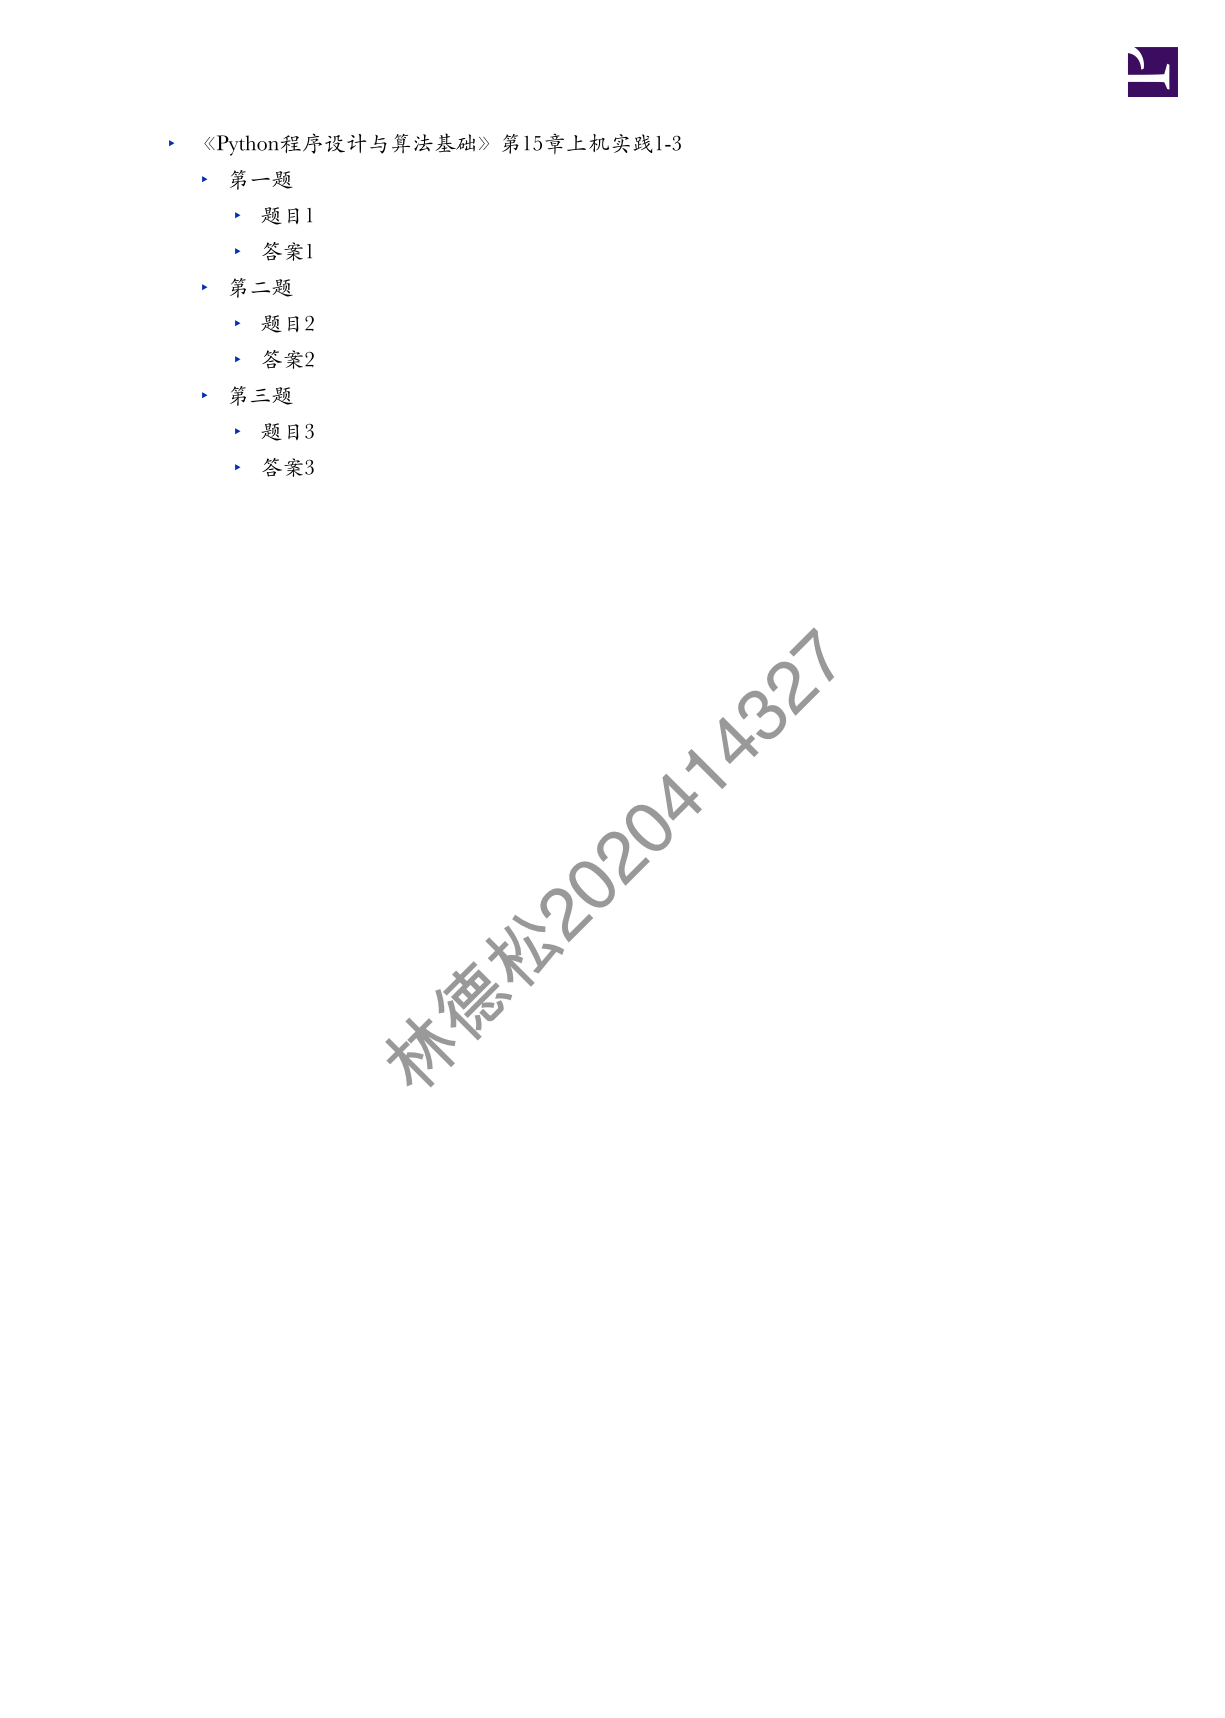 《Python程序设计与算法基础》第15章上机实践1-3
第一题
题目1
答案1
第二题
题目2
答案2
第三题
题目3
答案3
林德松2020414327